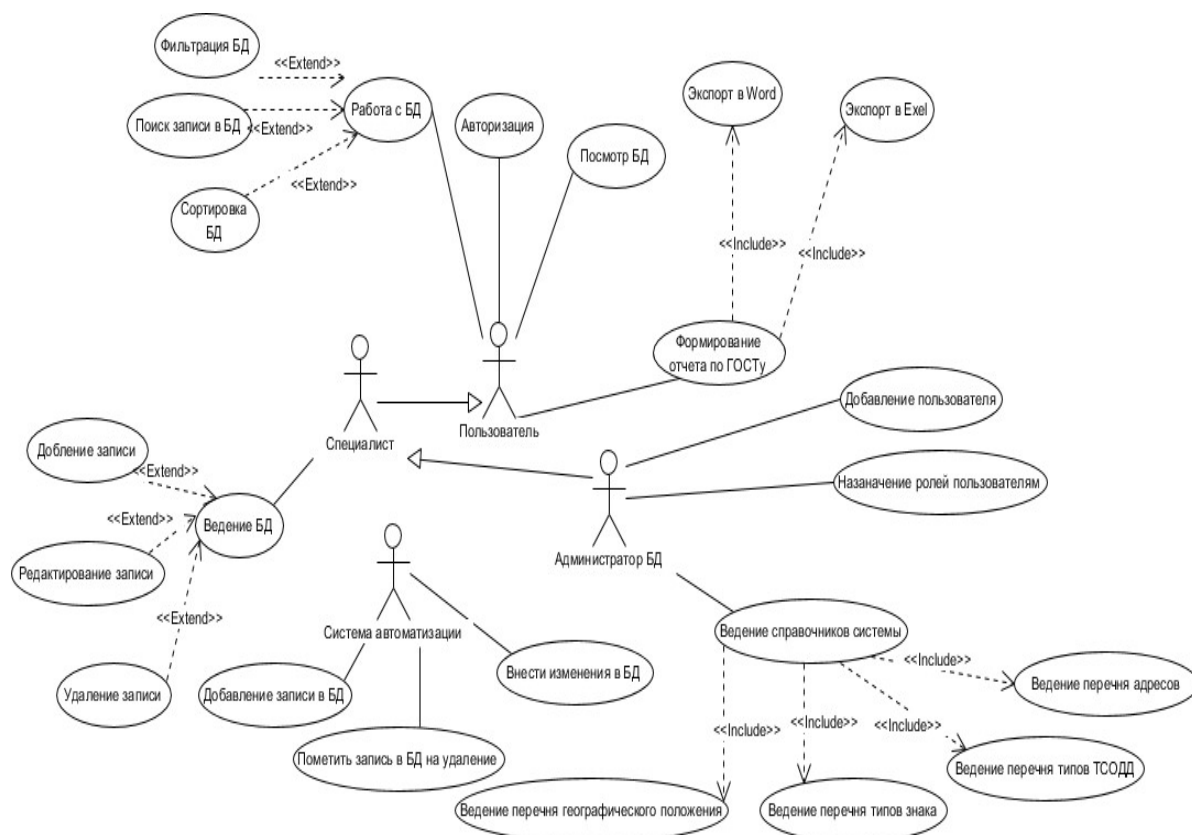 Фильтрация БД
<<Extend>>
Поиск записи в БД
<<Extend>>
Работа с БД
Сортировка
БД
<<Extend>>
Авторизация
Посмотр БД
Экспорт в Word
Экспорт в Exel
<<Include>>
<<Include>>
Формирование
отчета по ГОСТу
Пользователь
Специалист
Добавление пользователя
Назаначение ролей пользователям
Администратор БД
Добление записи
<<Extend>>
<<Extend>>
Ведение БД
Редактирование записи
<<Extend>>
Удаление записи
Система автоматизации
Добавление записи в БД
Внести изменения в БД
Пометить запись в БД на удаление
Ведение справочников системы
<<Include>>
Ведение перечня адресов
<<Include>>
<<Include>>
<<Include>>
Ведение перечня типов ТСОДД
Ведение перечня географического положения
Ведение перечня типов знака